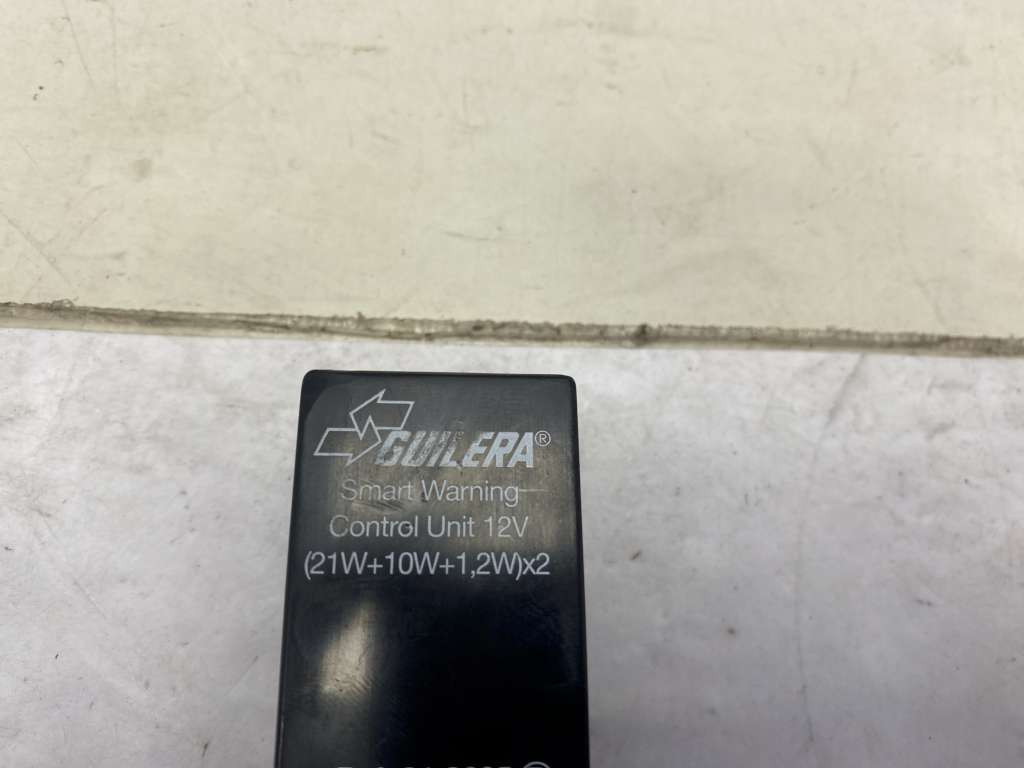 GUILERA®
Smart Warning
Control Unit 12V
(21W+10W+1,2W)x2